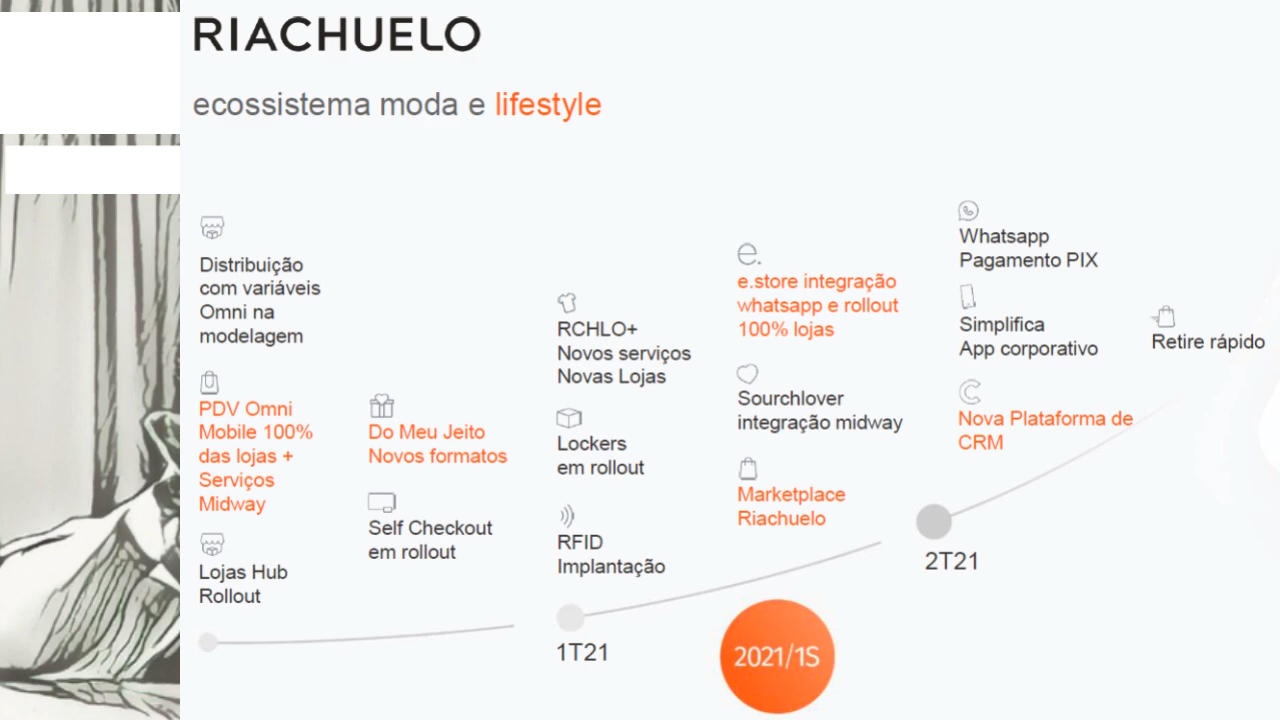 RIACHUELO
ecossistema moda e lifestyle
Distribuição
com variáveis
Omni na
modelagem
PDV Omni
Mobile 100%
das lojas +
Serviços
Midway
Lojas Hub
Rollout
Do Meu Jeito
Novos formatos
Self Checkout
em rollout
RCHLO+
Novos serviços
Novas Lojas
Lockers
em rollout
RFID
Implantação
1T21
e.
e.store integração
whatsapp e rollout
100% lojas
Sourchlover
integração midway
Marketplace
Riachuelo
2021/1S
Whatsapp
Pagamento PIX
Simplifica
App corporativo
Nova Plataforma de
CRM
2T21
Retire rápido